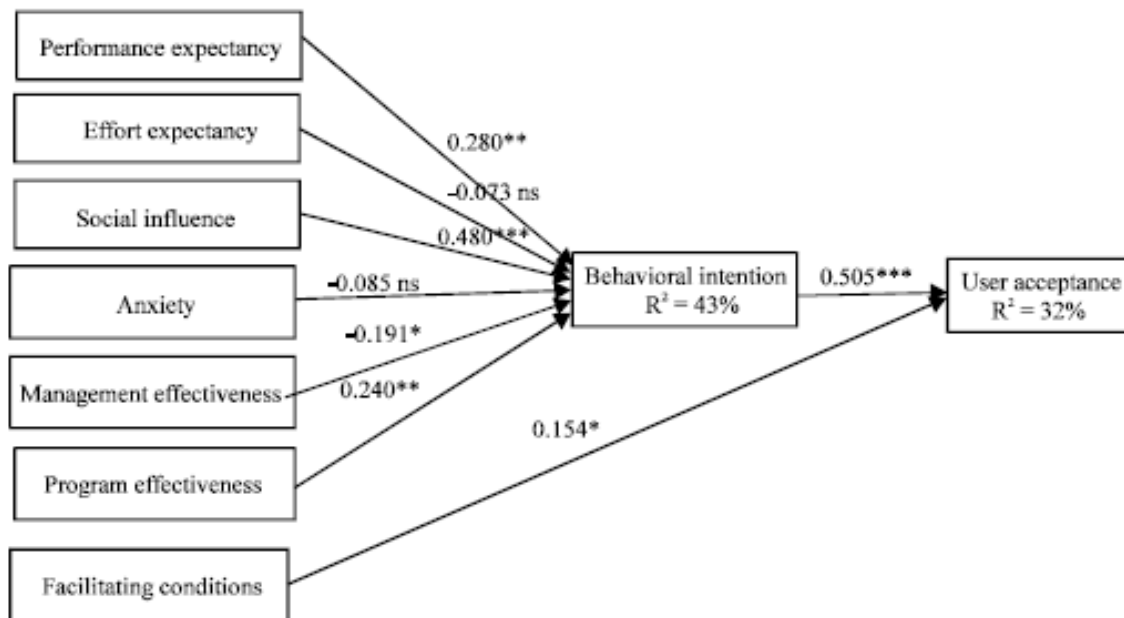 Performance expectancy
Effort expectancy
0.280**
-0.073 ns
Social influence
0.480***
Behavioral intention
R² = 43%
0.505***
User acceptance
R² = 32%
-0.085 ns
Anxiety
-0.191*
Management effectiveness
0.240**
0.154*
Program effectiveness
Facilitating conditions